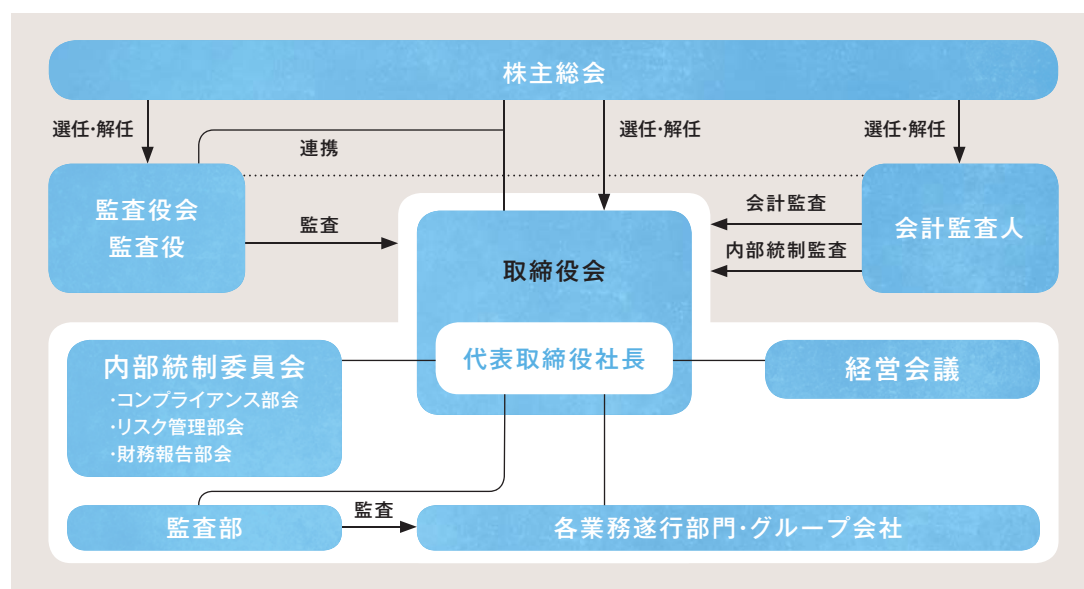 株主総会
選任・解任
選任・解任
選任・解任
連携
監査役会
監査役
監査
会計監査
内部統制監査
会計監査人
取締役会
代表取締役社長
内部統制委員会
・コンプライアンス部会
・リスク管理部会
・財務報告部会
経営会議
監査部
監査
各業務遂行部門・グループ会社